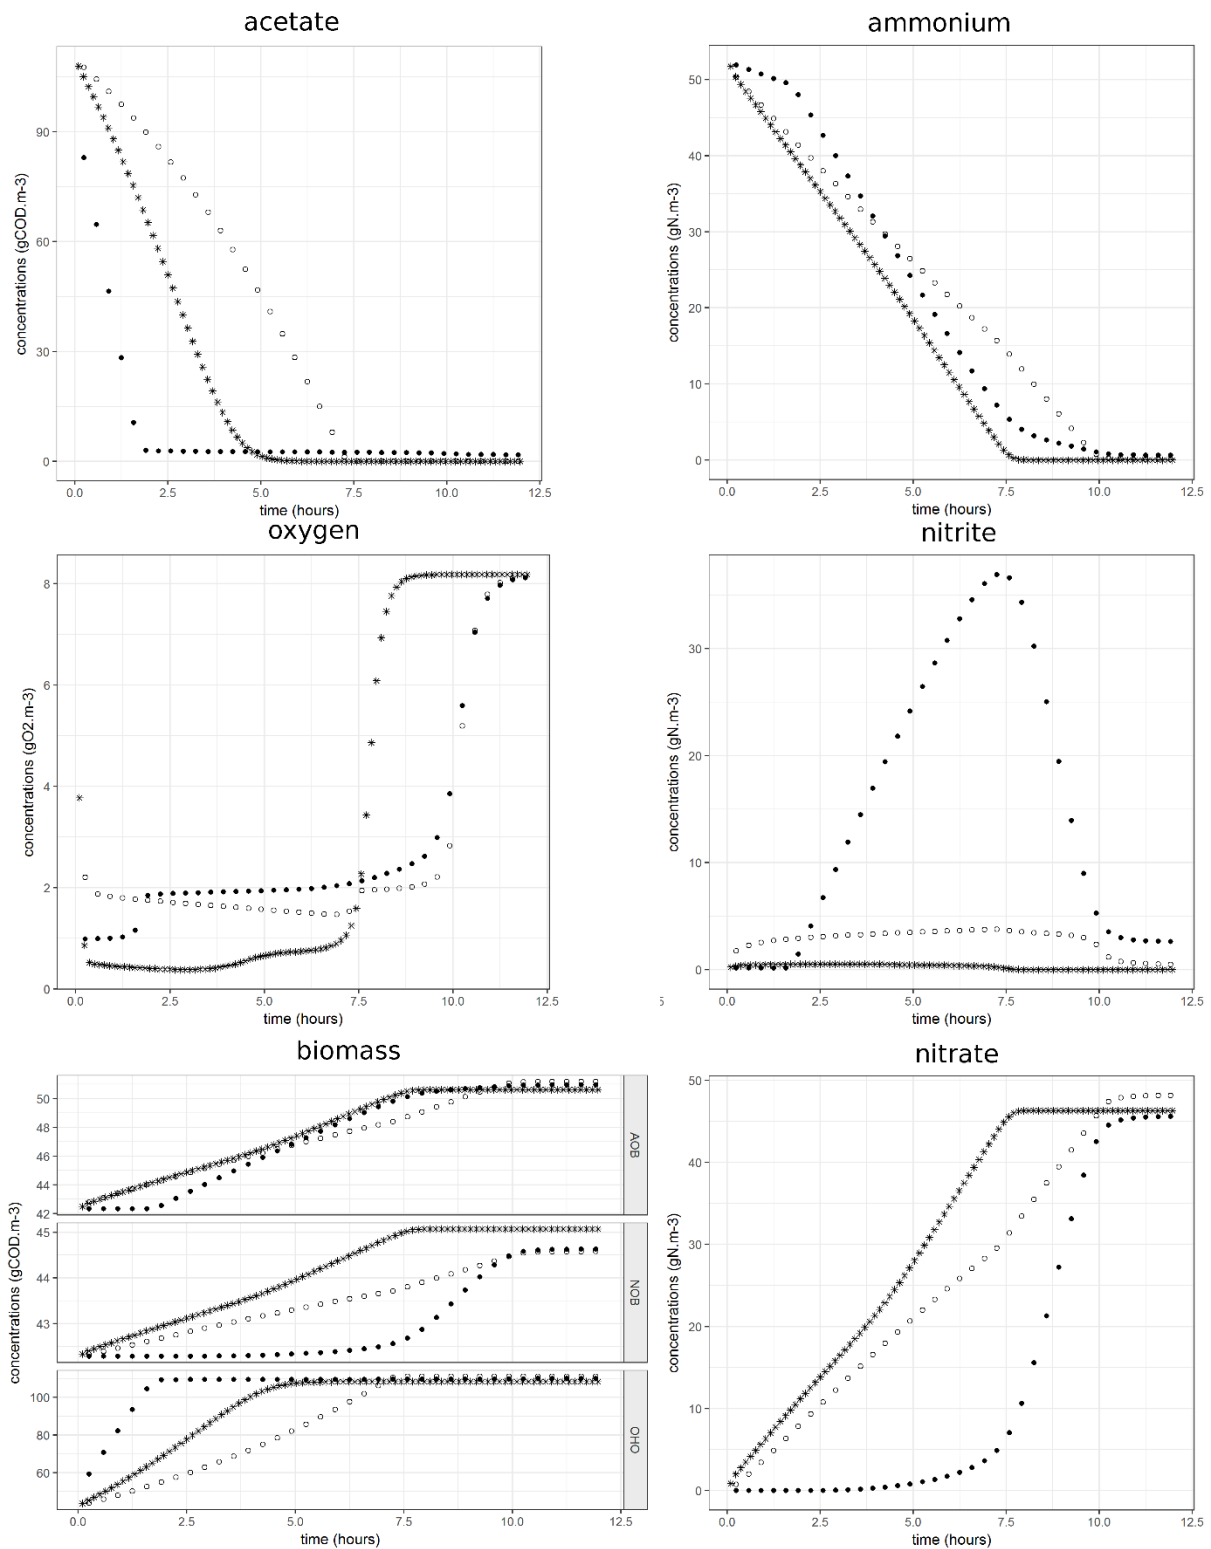 acetate
concentrations (gCOD.m-3)
90
60
30
0
0.0 2.5 5.0 7.5 10.0 12.5
time (hours)
ammonium
concentrations (gN.m-3)
50
40
30
20
10
0
0.0 2.5 5.0 7.5 10.0 12.5
time (hours)
oxygen
concentrations (gO2.m-3)
8
6
4
2
0
0.0 2.5 5.0 7.5 10.0 12.5
time (hours)
nitrite
concentrations (gN.m-3)
30
20
10
0
5
0.0 2.5 5.0 7.5 10.0 12.5
time (hours)
biomass
concentrations (gCOD.m-3)
50
48
46
44
42
AOB
45
44
43
NOB
100
80
60
OHO
0.0 2.5 5.0 7.5 10.0 12.5
time (hours)
nitrate
concentrations (gN.m-3)
50
40
30
20
10
0
0.0 2.5 5.0 7.5 10.0 12.5
time (hours)